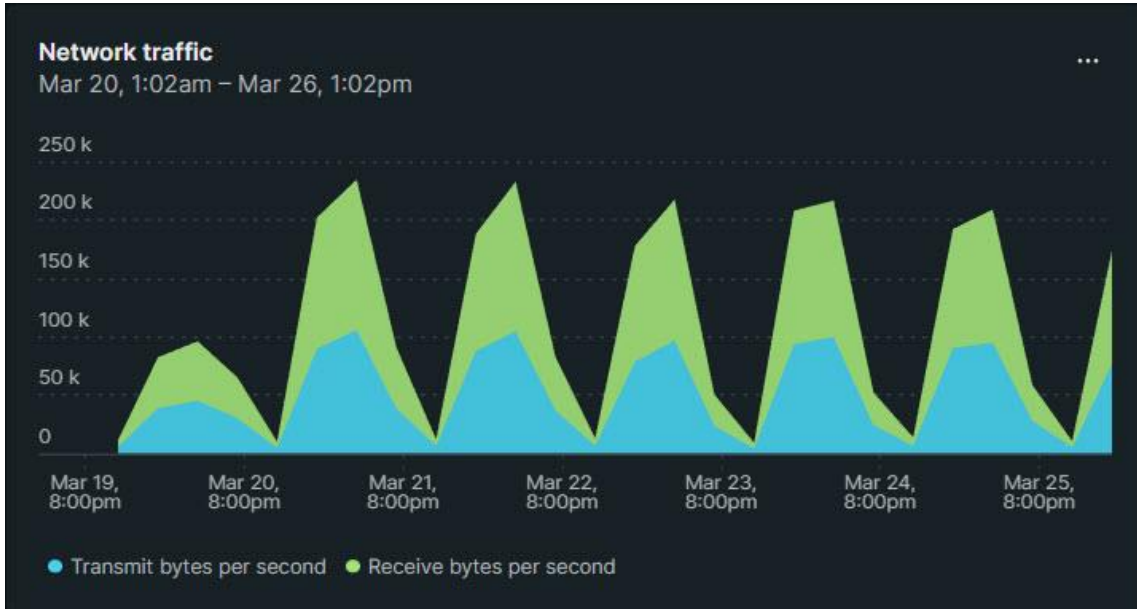 Network traffic
...
Mar 20, 1:02am – Mar 26, 1:02pm
250 k
200 k
150 k
100 k
50 k
0
Mar 19, 8:00pm
Mar 20, 8:00pm
Mar 21, 8:00pm
Mar 22, 8:00pm
Mar 23, 8:00pm
Mar 24, 8:00pm
Mar 25, 8:00pm
Transmit bytes per second
Receive bytes per second